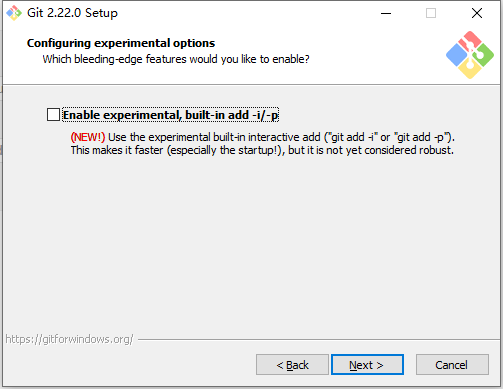 Git 2.22.0 Setup
Configuring experimental options
Which bleeding-edge features would you like to enable?
Enable experimental, built-in add -i/-p
(NEW!) Use the experimental built-in interactive add ("git add -i" or "git add -p").
This makes it faster (especially the startup!), but it is not yet considered robust.
https://gitforwindows.org/
< Back Next > Cancel